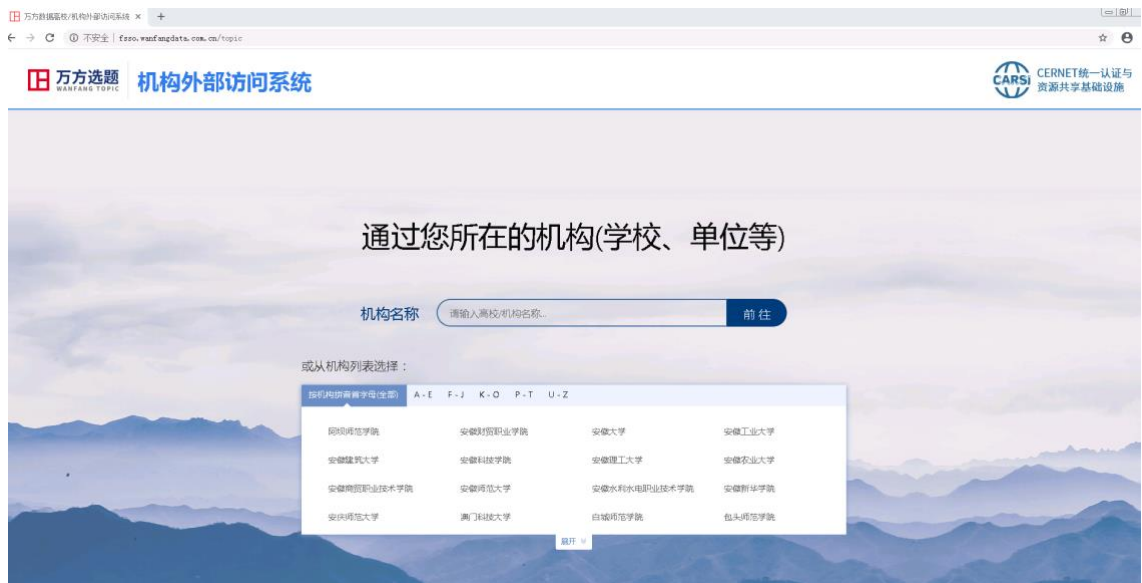 万方数据高校/机构外部访问系统
不安全 | fsso.wanfangdata.com.cn/topic
万方选题
WANFANG TOPIC
机构外部访问系统
CARSI
CERNET统一认证与
资源共享基础设施
通过您所在的机构(学校、单位等)
机构名称 请输入高校/机构名称... 前往
或从机构列表选择：
按机构拼音首字母(全部) A - E F - J K - O P - T U - Z
阿坝师范学院 安徽财贸职业学院 安徽大学 安徽工业大学
安徽建筑大学 安徽科技学院 安徽理工大学 安徽农业大学
安徽商贸职业技术学院 安徽师范大学 安徽水利水电职业技术学院 安徽新华学院
安庆师范大学 澳门科技大学 白城师范学院 包头师范学院
展开